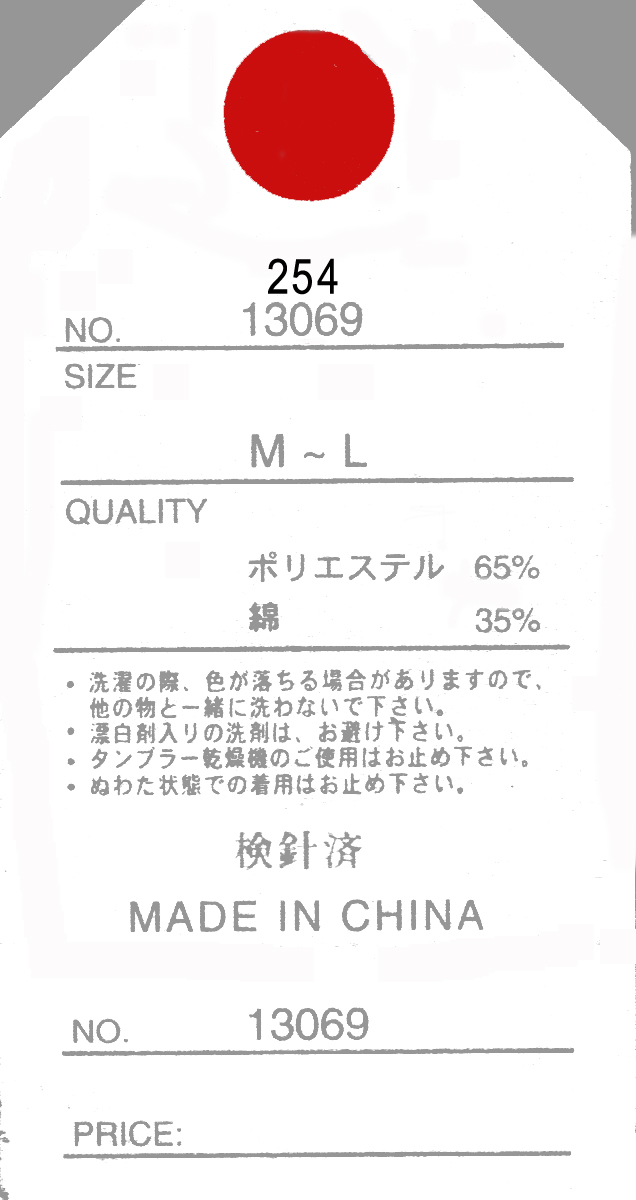 254
NO. 13069
SIZE
M ~ L
QUALITY
ポリエステル 65%
綿 35%
・ 洗濯の際、色が落ちる場合がありますので、
他の物と一緒に洗わないで下さい。
・ 漂白剤入りの洗剤は、お避け下さい。
・ タンブラー乾燥機のご使用はお止め下さい。
・ ぬわた状態での着用はお止め下さい。
検針済
MADE IN CHINA
NO. 13069
PRICE: